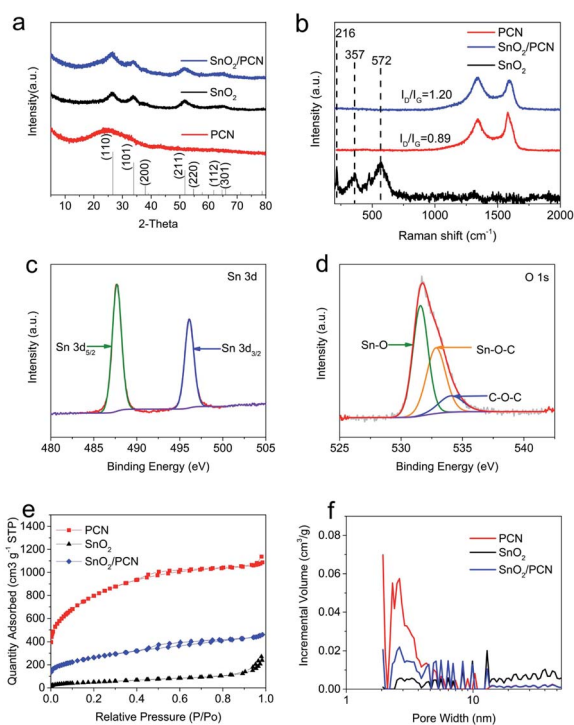 a
SnO2/PCN
SnO2
PCN
(110)
(101)
(200)
(211)
(220)
(112)
(301)
Intensity(a.u.)
5 10 20 30 40 50 60 70 80
2-Theta
b
216
357
572
PCN
SnO2/PCN
SnO2
ID/IG=1.20
ID/IG=0.89
Intensity(a.u.)
500 1000 1500 2000
Raman shift (cm-1)
c
Sn 3d
Sn 3d5/2
Sn 3d3/2
Intensity (a.u.)
480 485 490 495 500 505
Binding Energy (eV)
d
O 1s
Sn-O
Sn-O-C
C-O-C
Intensity (a.u.)
525 530 535 540
Binding Energy (eV)
e
PCN
SnO2
SnO2/PCN
Quantity Adsorbed (cm3 g-1 STP)
1400
1200
1000
800
600
400
200
0
0.0 0.2 0.4 0.6 0.8 1.0
Relative Pressure (P/Po)
f
PCN
SnO2
SnO2/PCN
Incremental Volume (cm3/g)
0.08
0.06
0.04
0.02
0.00
1 10
Pore Width (nm)